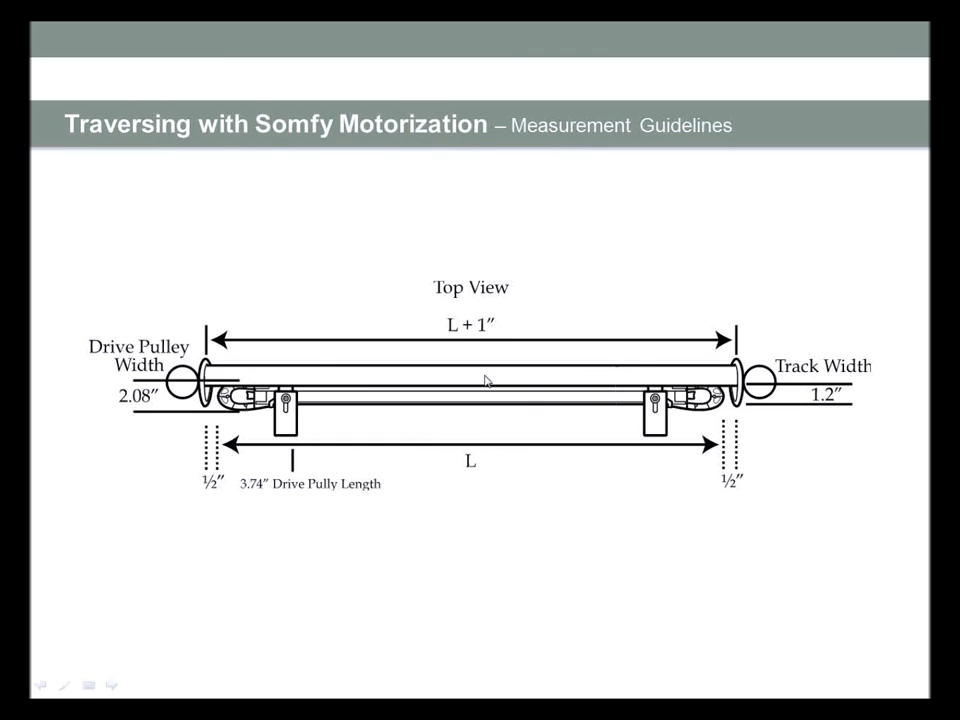 Traversing with Somfy Motorization – Measurement Guidelines
Top View
L + 1”
Drive Pulley
Width
2.08”
Track Width
1.2”
L
½”
3.74” Drive Pully Length
½”